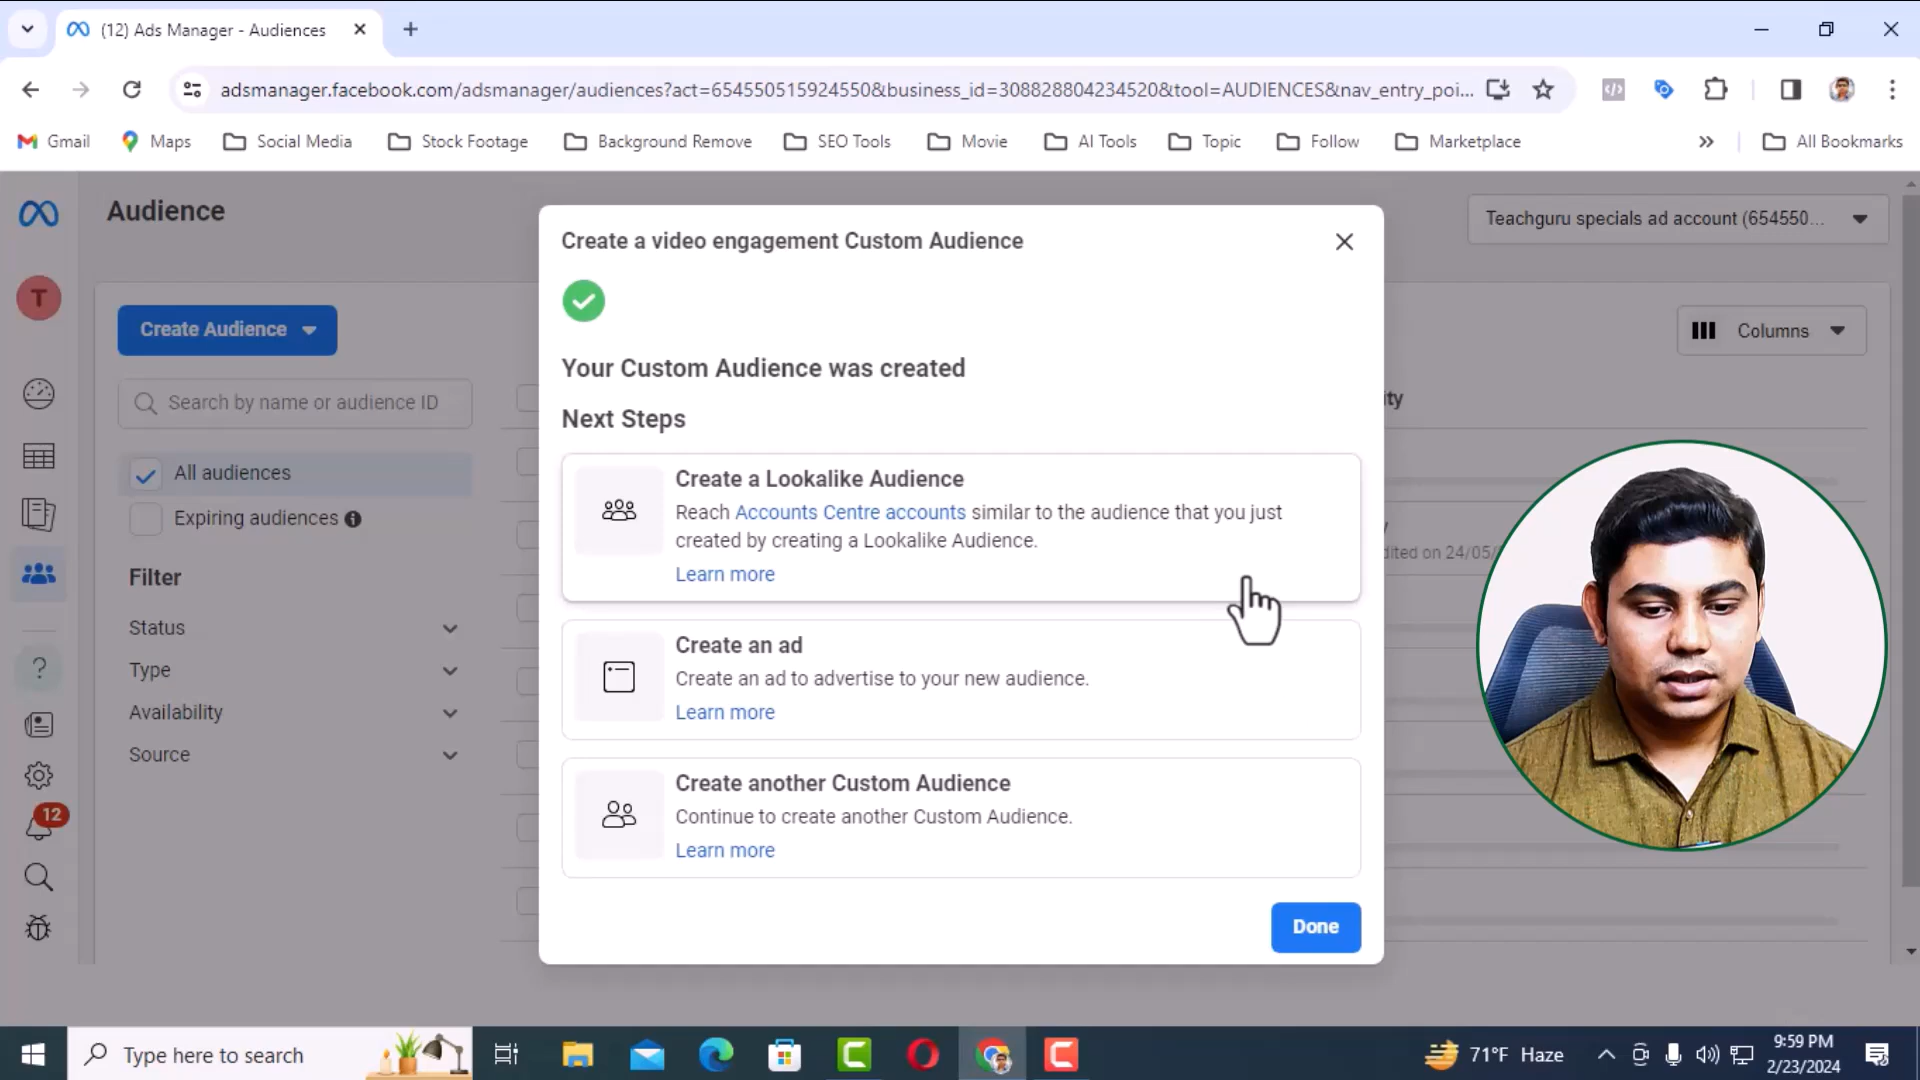 (12) Ads Manager - Audiences
adsmanager.facebook.com/adsmanager/audiences?act=654550515924550&business_id=308828804234520&tool=AUDIENCES&nav_entry_poi...
Gmail Maps Social Media Stock Footage Background Remove SEO Tools Movie AI Tools Topic Follow Marketplace » All Bookmarks
Audience
Teachguru specials ad account (654550...
T
Create Audience
Columns
Search by name or audience ID
All audiences
Expiring audiences
Filter
Status
Type
Availability
Source
12
Create a video engagement Custom Audience
Your Custom Audience was created
Next Steps
Create a Lookalike Audience
Reach Accounts Centre accounts similar to the audience that you just
created by creating a Lookalike Audience.
Learn more
Create an ad
Create an ad to advertise to your new audience.
Learn more
Create another Custom Audience
Continue to create another Custom Audience.
Learn more
Done
ity
dited on 24/05/
Type here to search
71°F Haze
9:59 PM
2/23/2024